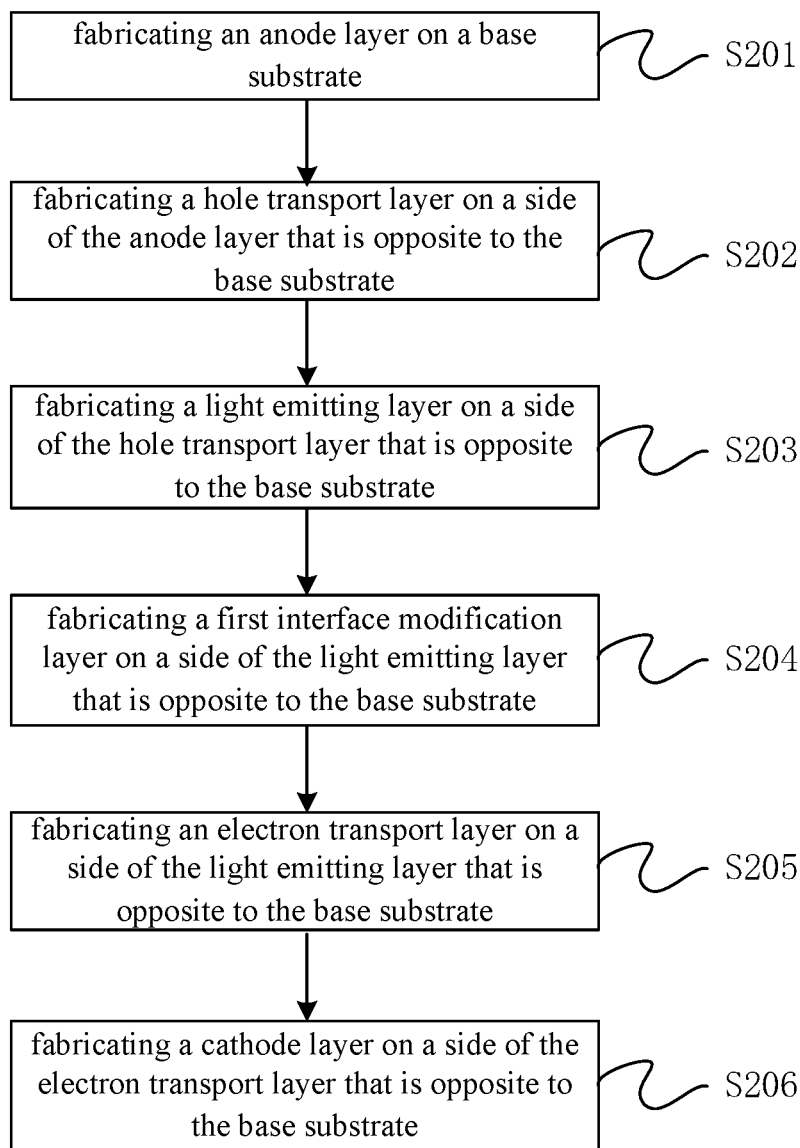 fabricating an anode layer on a base
substrate
S201
fabricating a hole transport layer on a side
of the anode layer that is opposite to the
base substrate
S202
fabricating a light emitting layer on a side
of the hole transport layer that is opposite
to the base substrate
S203
fabricating a first interface modification
layer on a side of the light emitting layer
that is opposite to the base substrate
S204
fabricating an electron transport layer on a
side of the light emitting layer that is
opposite to the base substrate
S205
fabricating a cathode layer on a side of the
electron transport layer that is opposite to
the base substrate
S206